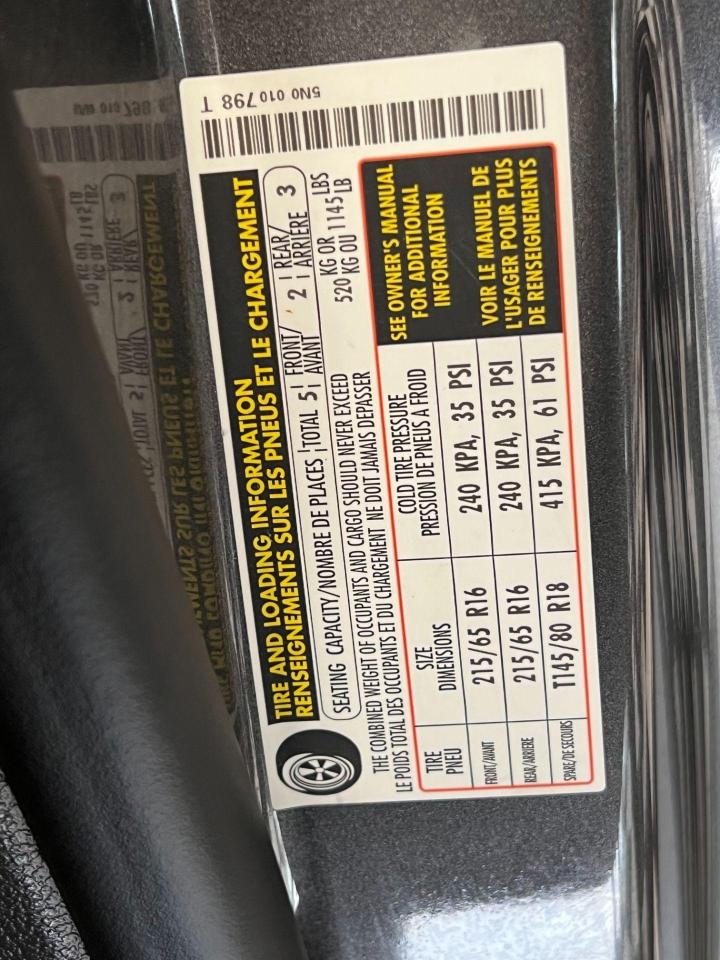 TIRE AND LOADING INFORMATION
RENSEIGNEMENTS SUR LES PNEUS ET LE CHARGEMENT
SEATING CAPACITY/NOMBRE DE PLACES TOTAL 5 FRONT/AVANT 2 REAR/ARRIÈRE 3
THE COMBINED WEIGHT OF OCCUPANTS AND CARGO SHOULD NEVER EXCEED 520 KG OR 1145 LBS
LE POIDS TOTAL DES OCCUPANTS ET DU CHARGEMENT NE DOIT JAMAIS DEPASSER 520 KG OU 1145 LB
TIRE
PNEU
SIZE
DIMENSIONS
COLD TIRE PRESSURE
PRESSION DE PNEUS A FROID
FRONT/AVANT 215/65 R16 240 KPA, 35 PSI
REAR/ARRIERE 215/65 R16 240 KPA, 35 PSI
SPARE/DE SECOURS T145/80 R18 415 KPA, 61 PSI
SEE OWNER'S MANUAL
FOR ADDITIONAL
INFORMATION
VOIR LE MANUEL DE
L'USAGER POUR PLUS
DE RENSEIGNEMENTS
5N0 010 798 T